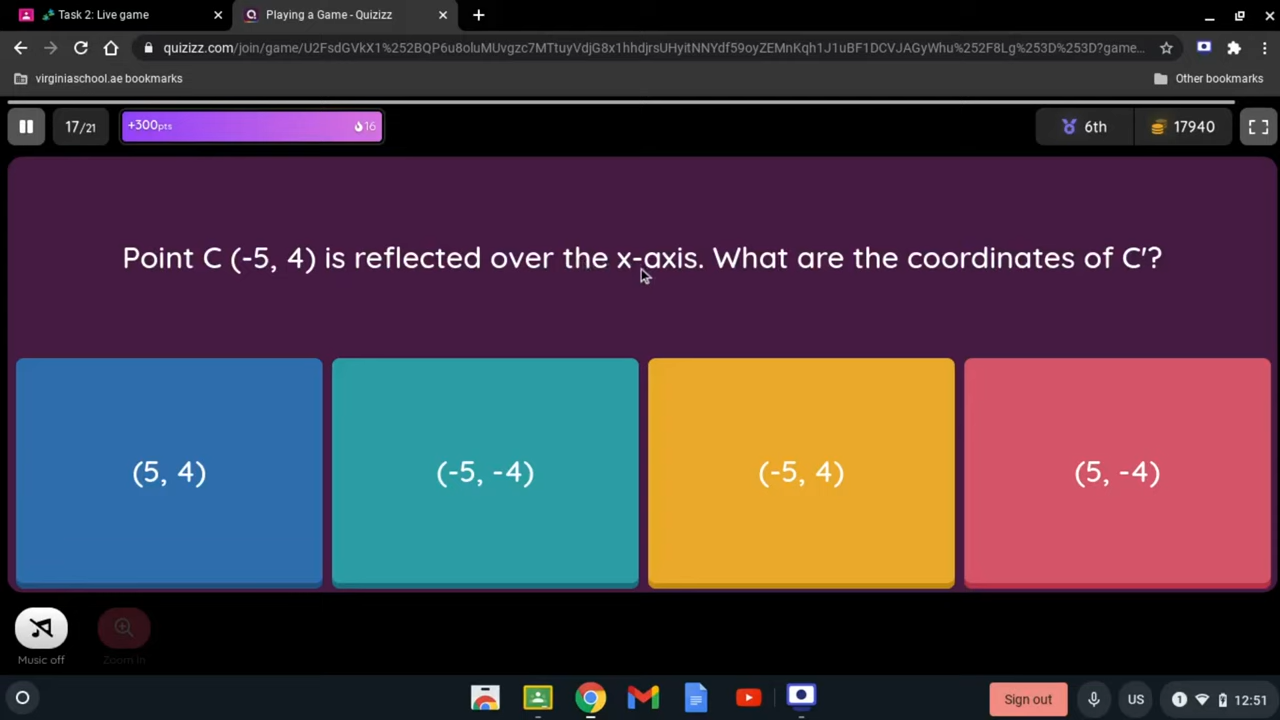 Task 2: Live game
Playing a Game - Quizizz
quizizz.com/join/game/U2FsdGVkX1%252BQP6u8oluMUvgzc7MTtuyVdjG8x1hhdjrsUHyitNNYdf59oyZEMnKqh1J1uBF1DCVJAGyWhu%252F8Lg%253D%253D?game...
virginiaschool.ae bookmarks
Other bookmarks
17/21
+300pts
16
6th
17940
Point C (-5, 4) is reflected over the x-axis. What are the coordinates of C'?
(5, 4)
(-5, -4)
(-5, 4)
(5, -4)
Music off
Zoom in
Sign out
US
1
12:51